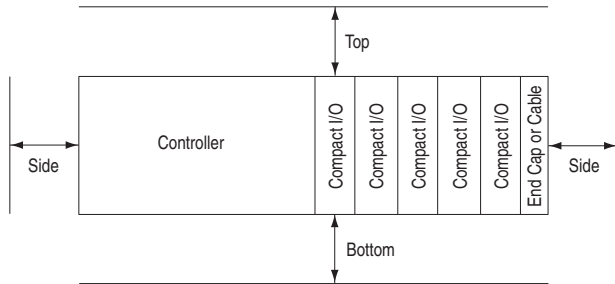 Top
Side
Controller
Compact I/O
Compact I/O
Compact I/O
Compact I/O
Compact I/O
End Cap or Cable
Side
Bottom